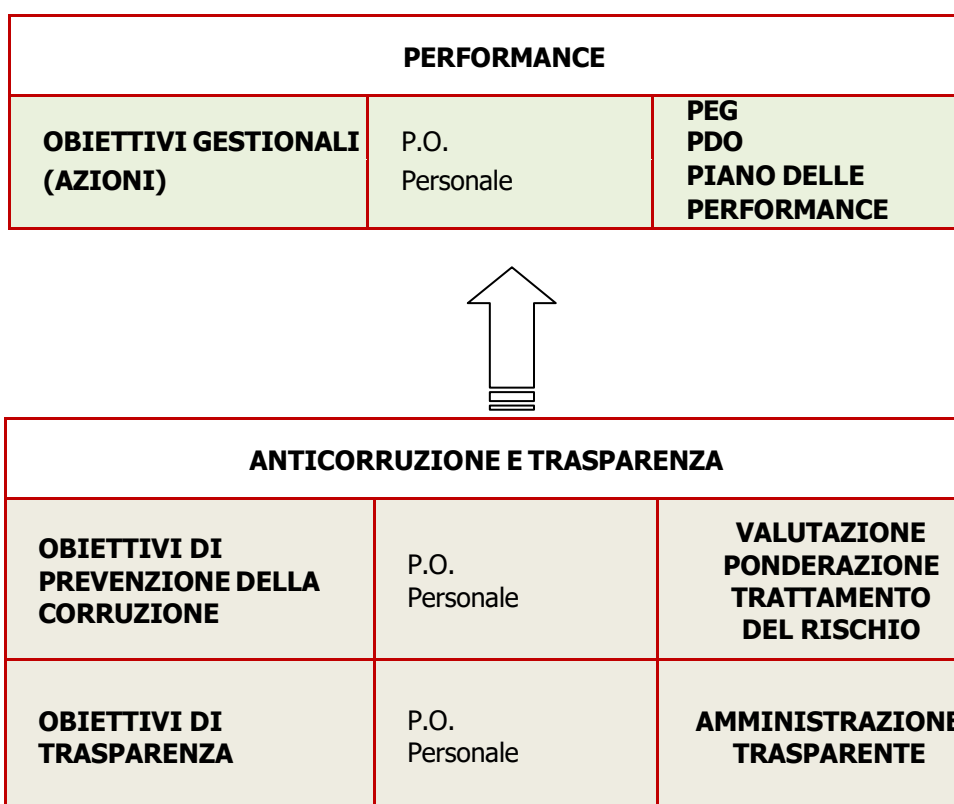 PERFORMANCE
OBIETTIVI GESTIONALI
(AZIONI)
P.O.
Personale
PEG
PDO
PIANO DELLE
PERFORMANCE
ANTICORRUZIONE E TRASPARENZA
OBIETTIVI DI
PREVENZIONE DELLA
CORRUZIONE
P.O.
Personale
VALUTAZIONE
PONDERAZIONE
TRATTAMENTO
DEL RISCHIO
OBIETTIVI DI
TRASPARENZA
P.O.
Personale
AMMINISTRAZIONE
TRASPARENTE